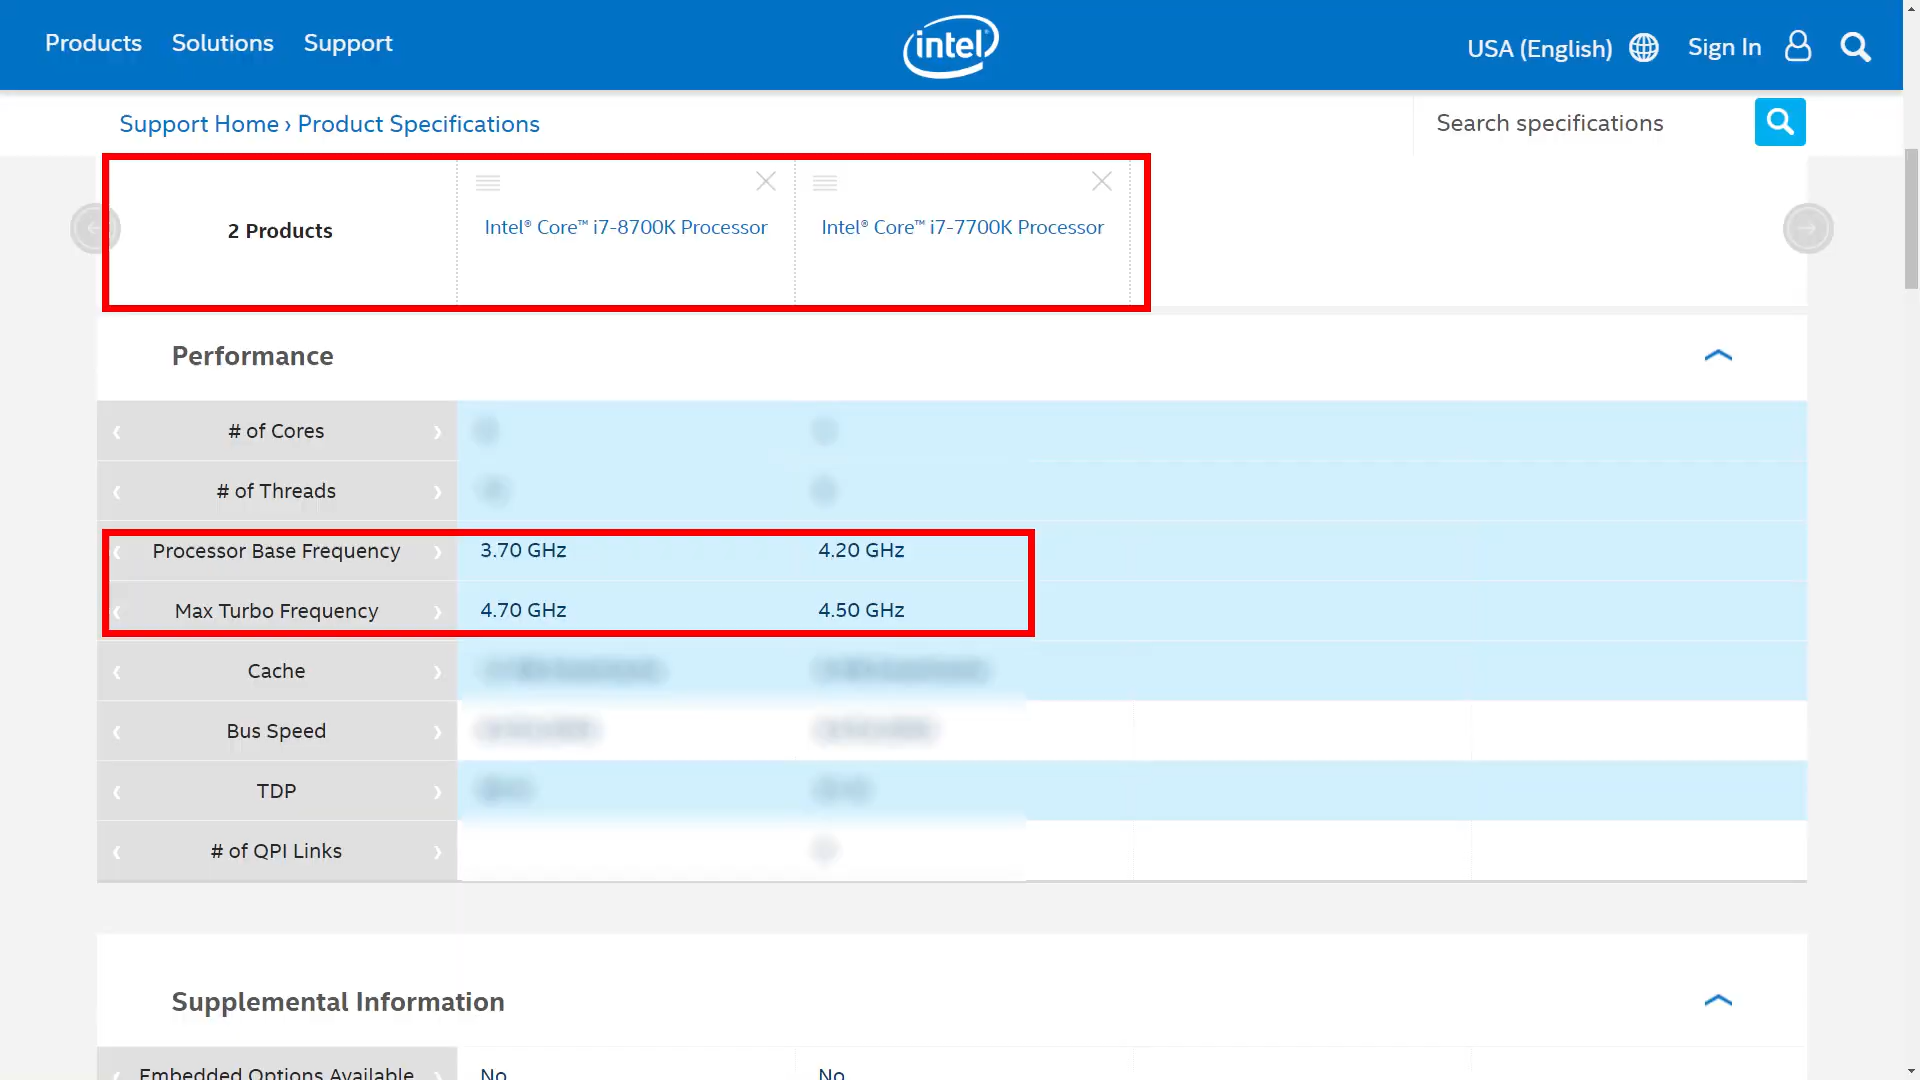 Products Solutions Support
intel
USA (English) Sign In
Support Home › Product Specifications
Search specifications
2 Products
Intel® Core™ i7-8700K Processor
Intel® Core™ i7-7700K Processor
Performance
# of Cores
# of Threads
Processor Base Frequency 3.70 GHz 4.20 GHz
Max Turbo Frequency 4.70 GHz 4.50 GHz
Cache
Bus Speed
TDP
# of QPI Links
Supplemental Information
Embedded Options Available No No